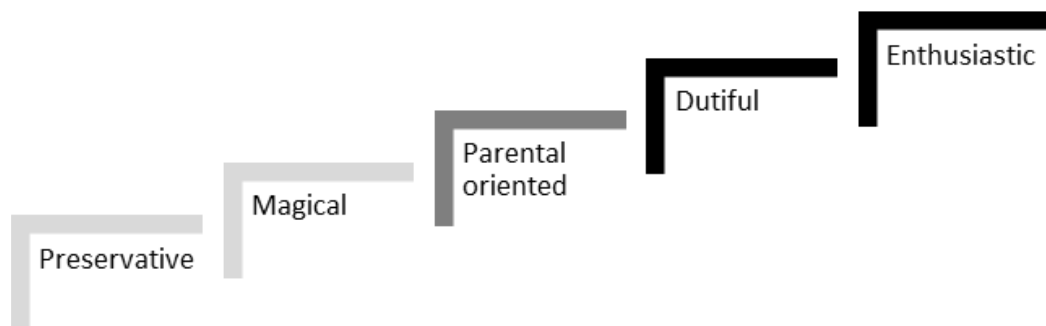 Preservative
Magical
Parental
oriented
Dutiful
Enthusiastic